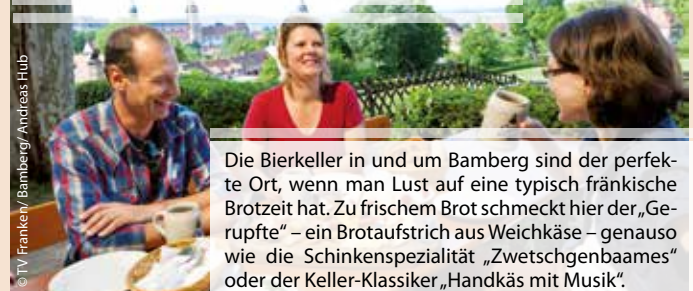 © TV Franken/ Bamberg/ Andreas Hub
Die Bierkeller in und um Bamberg sind der perfek-
te Ort, wenn man Lust auf eine typisch fränkische
Brotzeit hat. Zu frischem Brot schmeckt hier der „Ge-
rupfte“ – ein Brotaufstrich aus Weichkäse – genauso
wie die Schinkenspezialität „Zwetschgenbaames“
oder der Keller-Klassiker „Handkäs mit Musik“.